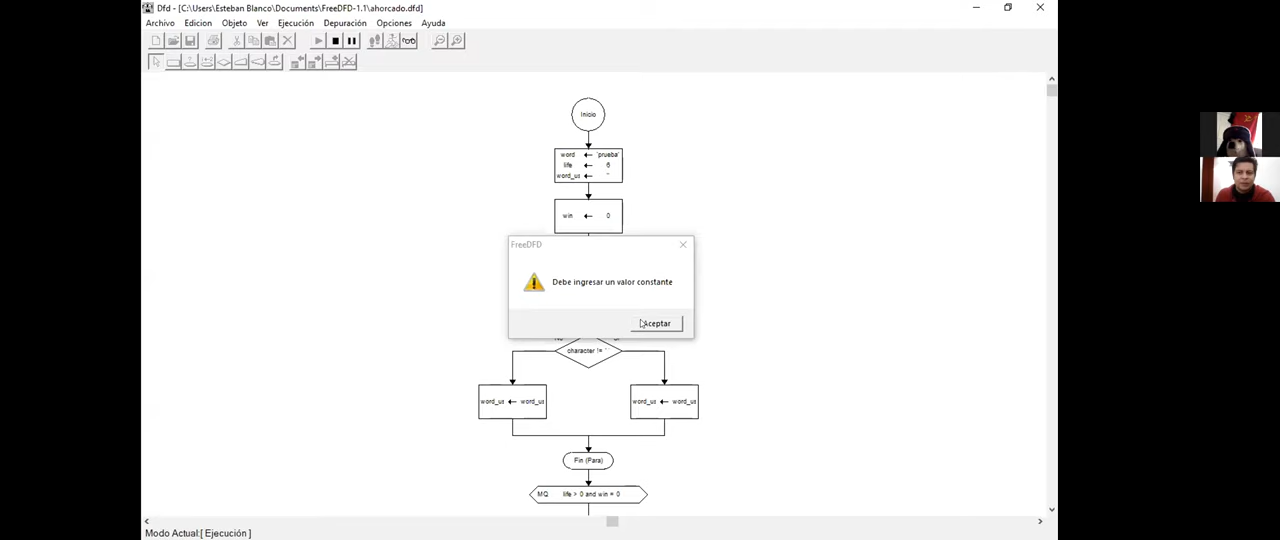 Dfd - [C:\Users\Esteban Blanco\Documents\FreeDFD-1.1\ahorcado.dfd]
Archivo Edicion Objeto Ver Ejecución Depuración Opciones Ayuda
Inicio
word ← 'prueba'
life ← 6
word_us ← ''
win ← 0
FreeDFD
Debe ingresar un valor constante
Aceptar
character != ' '
word_us ← word_us
word_us ← word_us
Fin (Para)
MQ life > 0 and win = 0
Modo Actual:[ Ejecución ]